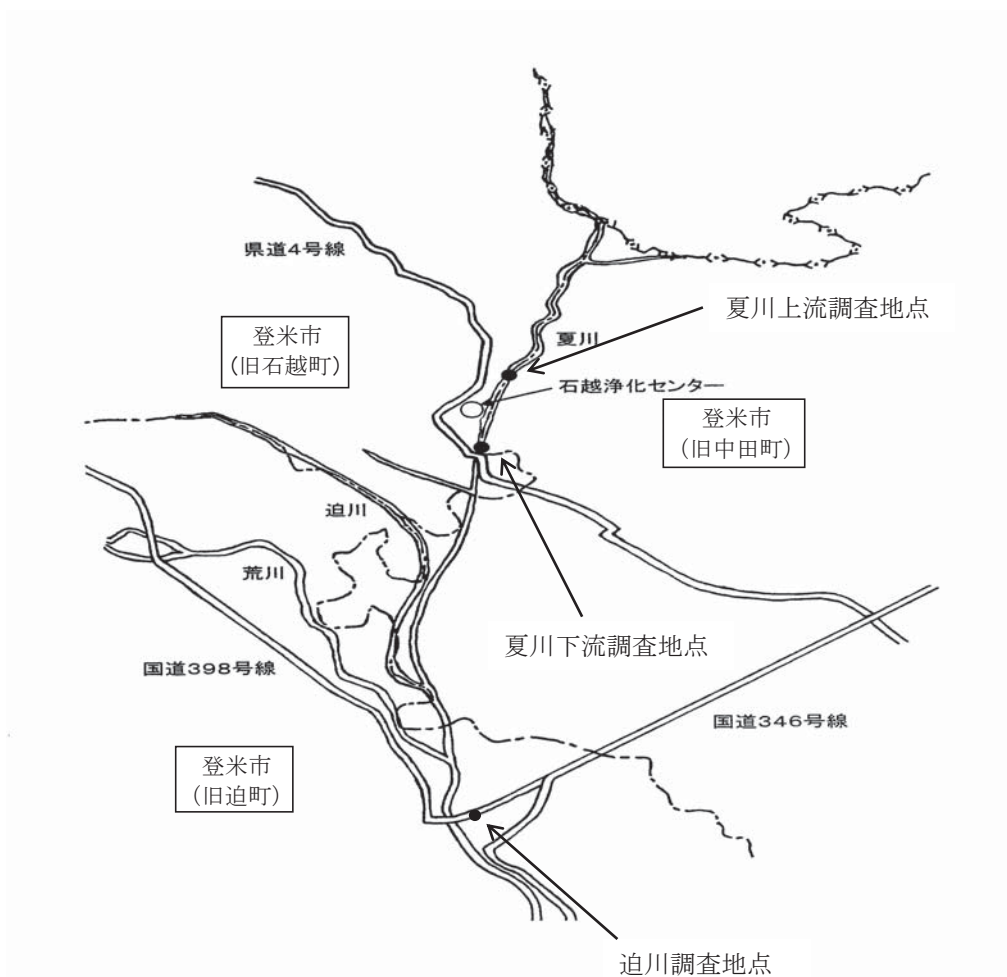 県道4号線
夏川上流調査地点
登米市
(旧石越町)
夏川
石越浄化センター
登米市
(旧中田町)
迫川
荒川
夏川下流調査地点
国道398号線
国道346号線
登米市
(旧迫町)
迫川調査地点